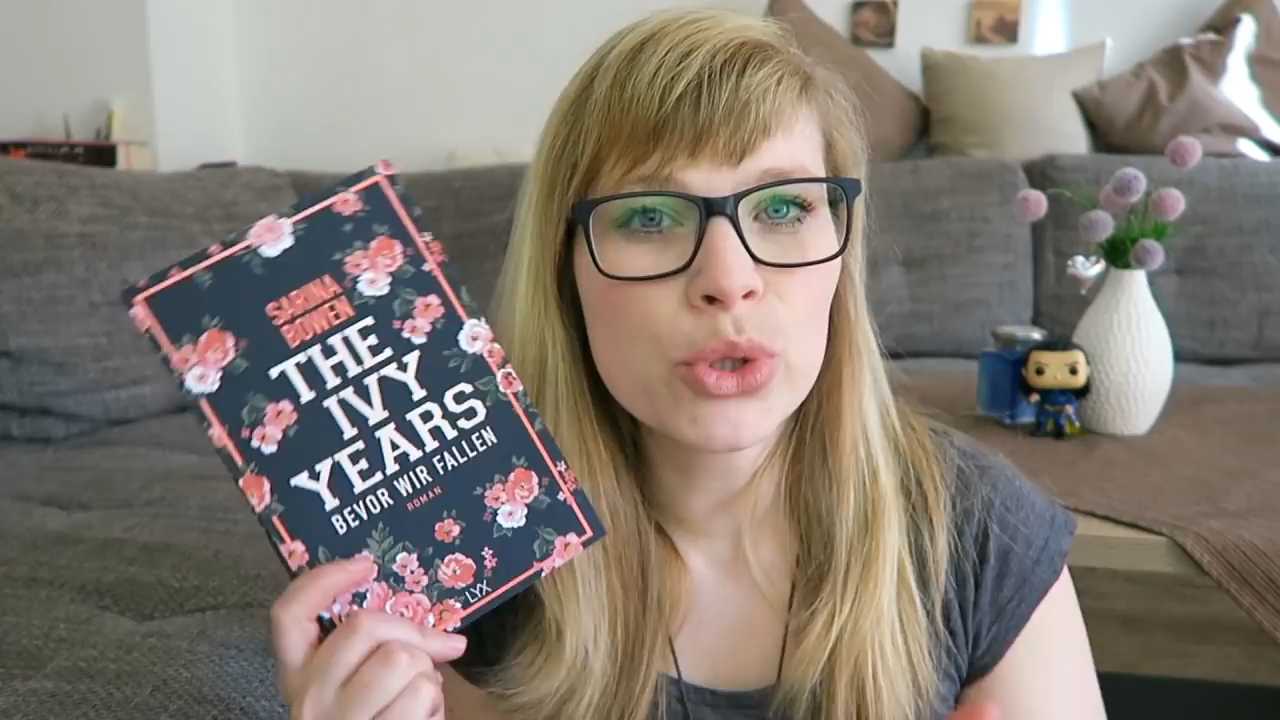 SARINA
BOWEN
THE
IVY
YEARS
BEVOR WIR FALLEN
ROMAN
LYX